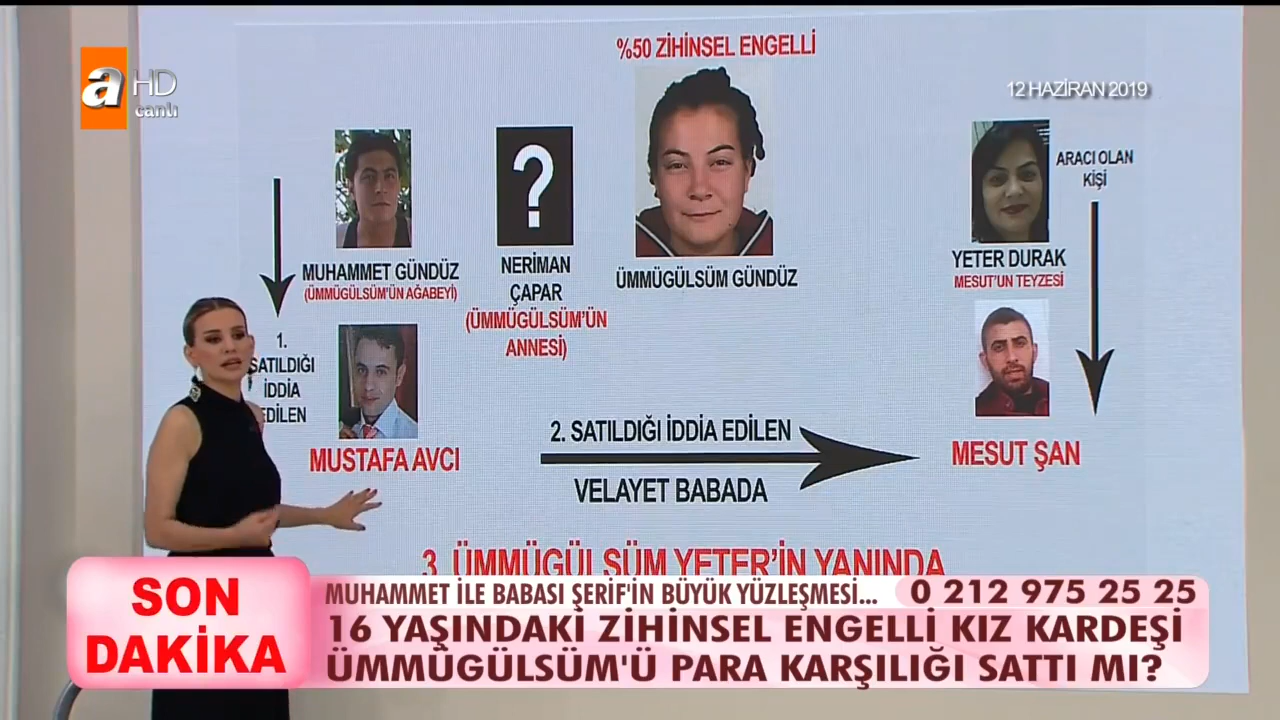 a HD
canlı
%50 ZİHİNSEL ENGELLİ
12 HAZİRAN 2019
ARACI OLAN
KİŞİ
MUHAMMET GÜNDÜZ
(ÜMMÜGÜLSÜM'ÜN AĞABEYİ)
NERİMAN
ÇAPAR
(ÜMMÜGÜLSÜM'ÜN
ANNESİ)
?
ÜMMÜGÜLSÜM GÜNDÜZ
YETER DURAK
MESUT'UN TEYZESİ
1.
SATILDIĞI
İDDİA
EDİLEN
MUSTAFA AVCI
2. SATILDIĞI İDDİA EDİLEN
VELAYET BABADA
MESUT ŞAN
3. ÜMMÜGÜLSÜM YETER'İN YANINDA
SON
DAKİKA
MUHAMMET İLE BABASI ŞERİF'İN BÜYÜK YÜZLEŞMESİ...
0 212 975 25 25
16 YAŞINDAKİ ZİHİNSEL ENGELLİ KIZ KARDEŞİ
ÜMMÜGÜLSÜM'Ü PARA KARŞILIĞI SATTI MI?